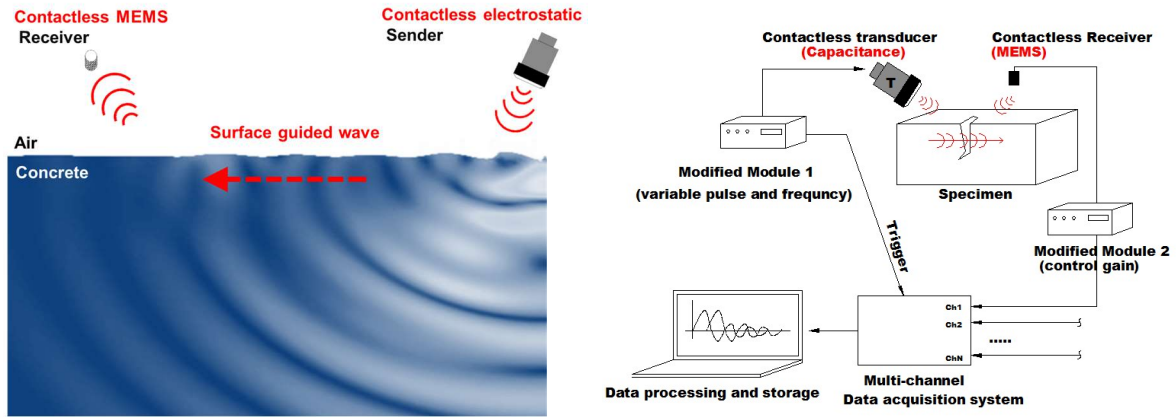 Contactless MEMS
Receiver
Contactless electrostatic
Sender
Surface guided wave
Air
Concrete
Contactless transducer
(Capacitance)
T
Contactless Receiver
(MEMS)
Modified Module 1
(variable pulse and frequncy)
Specimen
Trigger
Modified Module 2
(control gain)
Ch1
Ch2
.....
ChN
Data processing and storage
Multi-channel
Data acquisition system